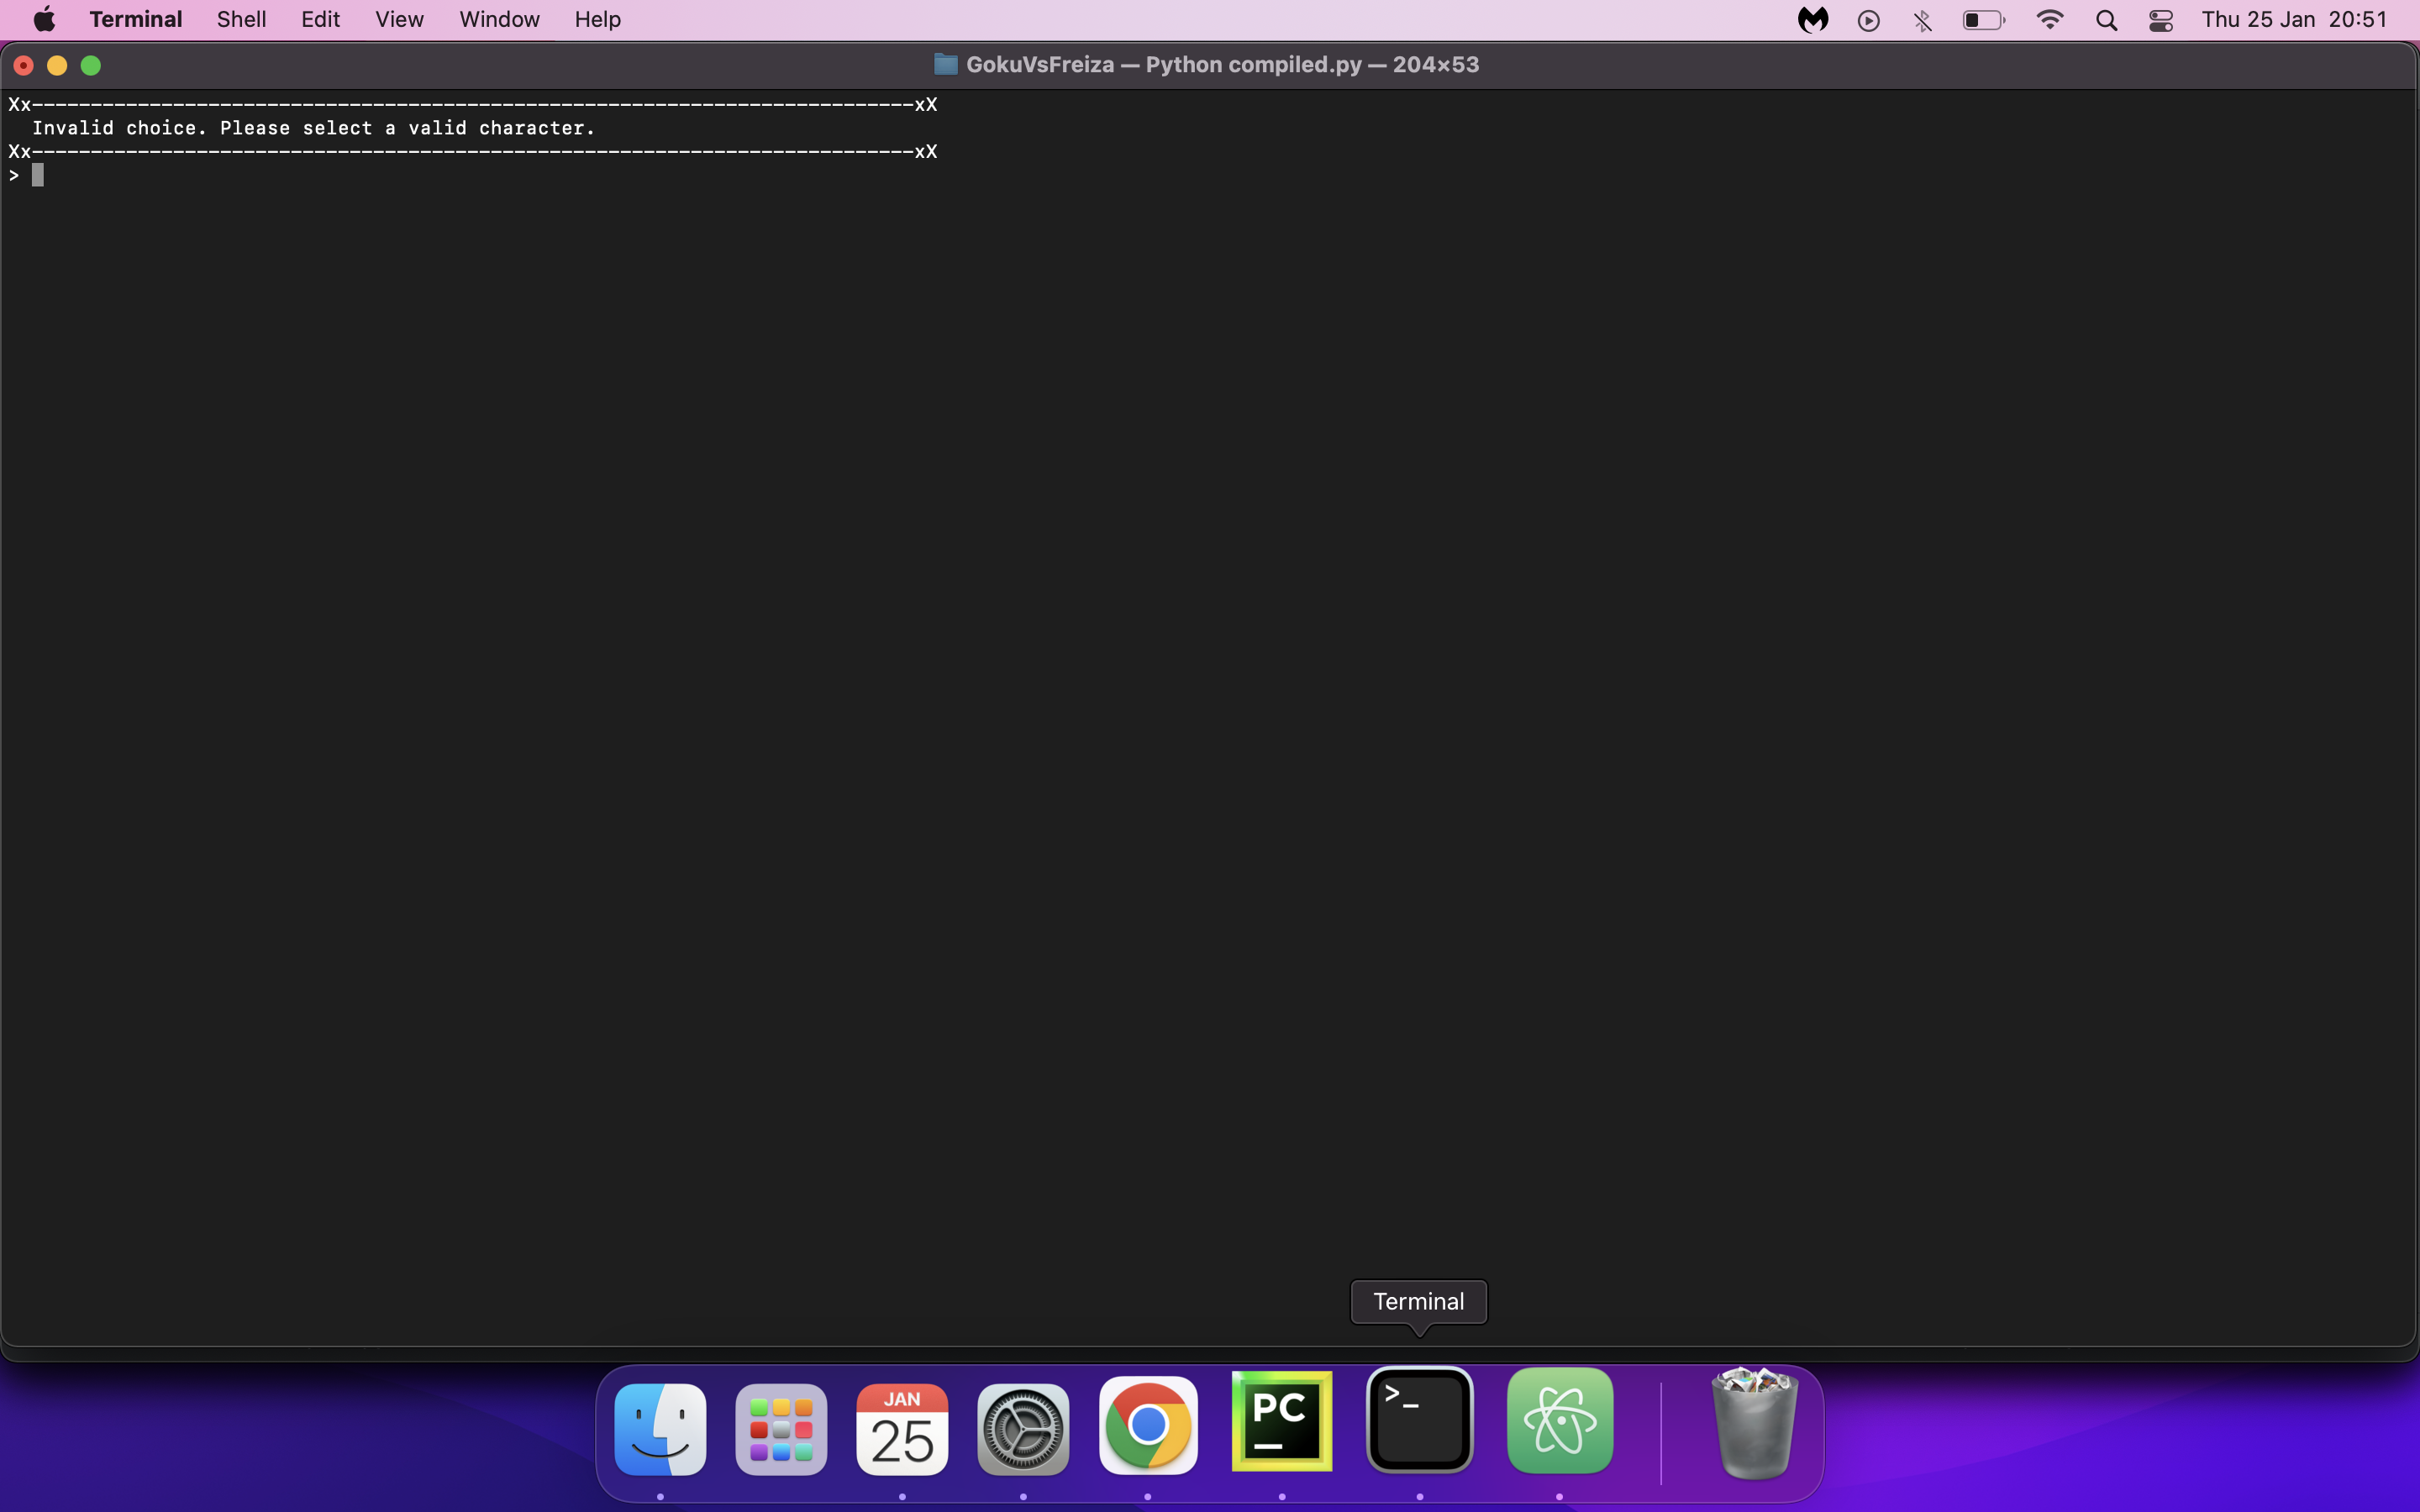 Terminal Shell Edit View Window Help Thu 25 Jan 20:51
GokuVsFreiza — Python compiled.py — 204×53
Xx---------------------------------------------------------------------------xX
Invalid choice. Please select a valid character.
Xx---------------------------------------------------------------------------xX
>
Terminal
JAN
25
PC
>_